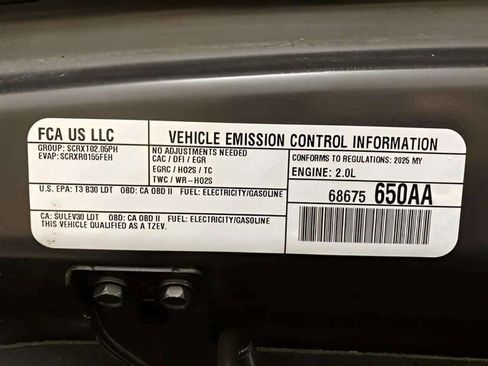 FCA US LLC
GROUP: SCRXT02.05PH
EVAP: SCRXR0155FEH
VEHICLE EMISSION CONTROL INFORMATION
NO ADJUSTMENTS NEEDED
CAC / DFI / EGR
EGRC / HO2S / TC
TWC / WR-HO2S
CONFORMS TO REGULATIONS: 2025 MY
ENGINE: 2.0L
U.S. EPA: T3 B30 LDT OBD: CA OBD II FUEL: ELECTRICITY/GASOLINE
68675 650AA
CA: SULEV30 LDT OBD: CA OBD II FUEL: ELECTRICITY/GASOLINE
THIS VEHICLE QUALIFIED AS A TZEV.